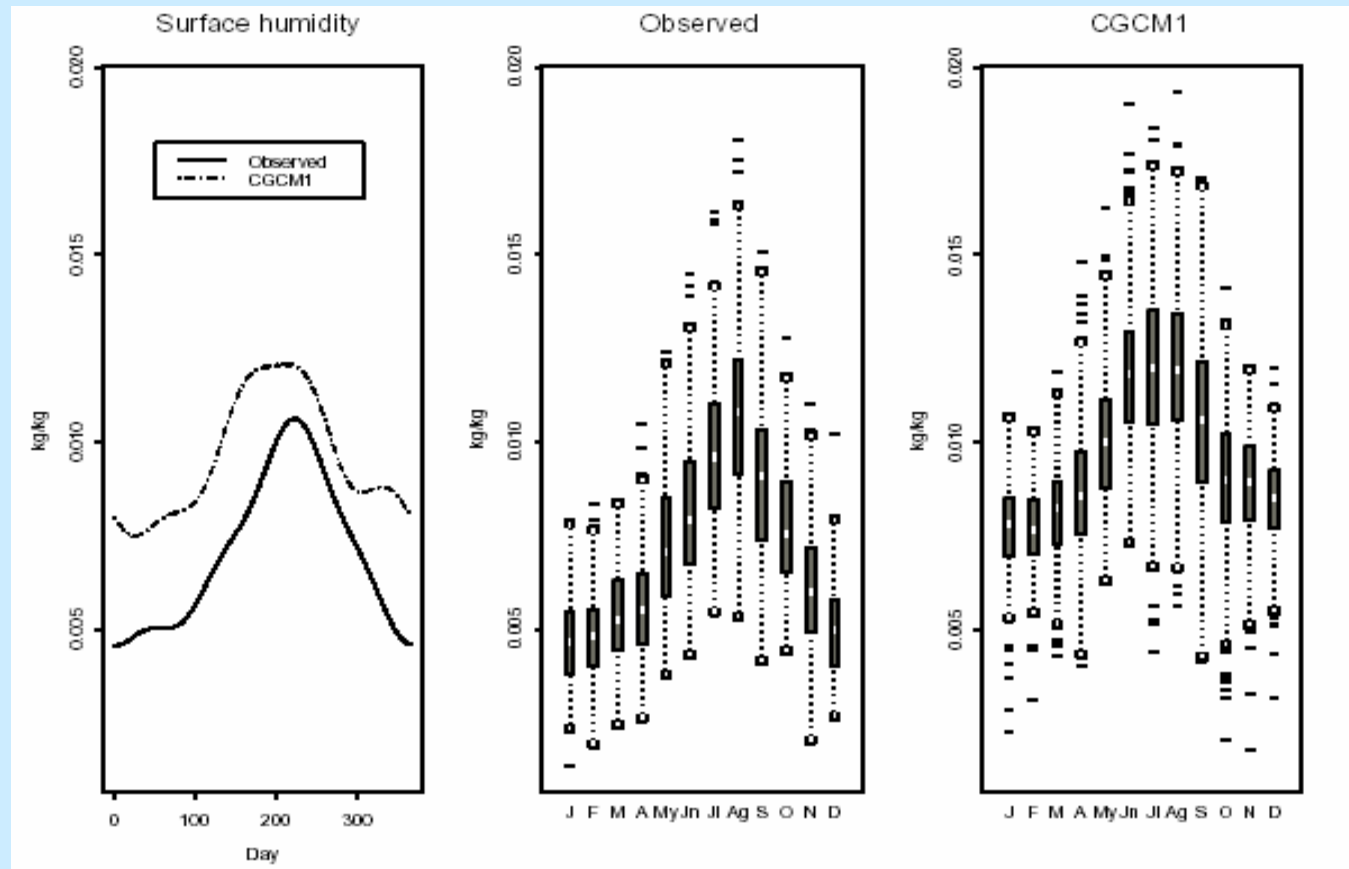 Surface humidity
0.020
0.015
0.010
0.005
kg/kg
Observed
CGCM1
0 100 200 300
Day
Observed
0.020
0.015
0.010
0.005
kg/kg
J F M A My Jn Jl Ag S O N D
CGCM1
0.020
0.015
0.010
0.005
kg/kg
J F M A My Jn Jl Ag S O N D